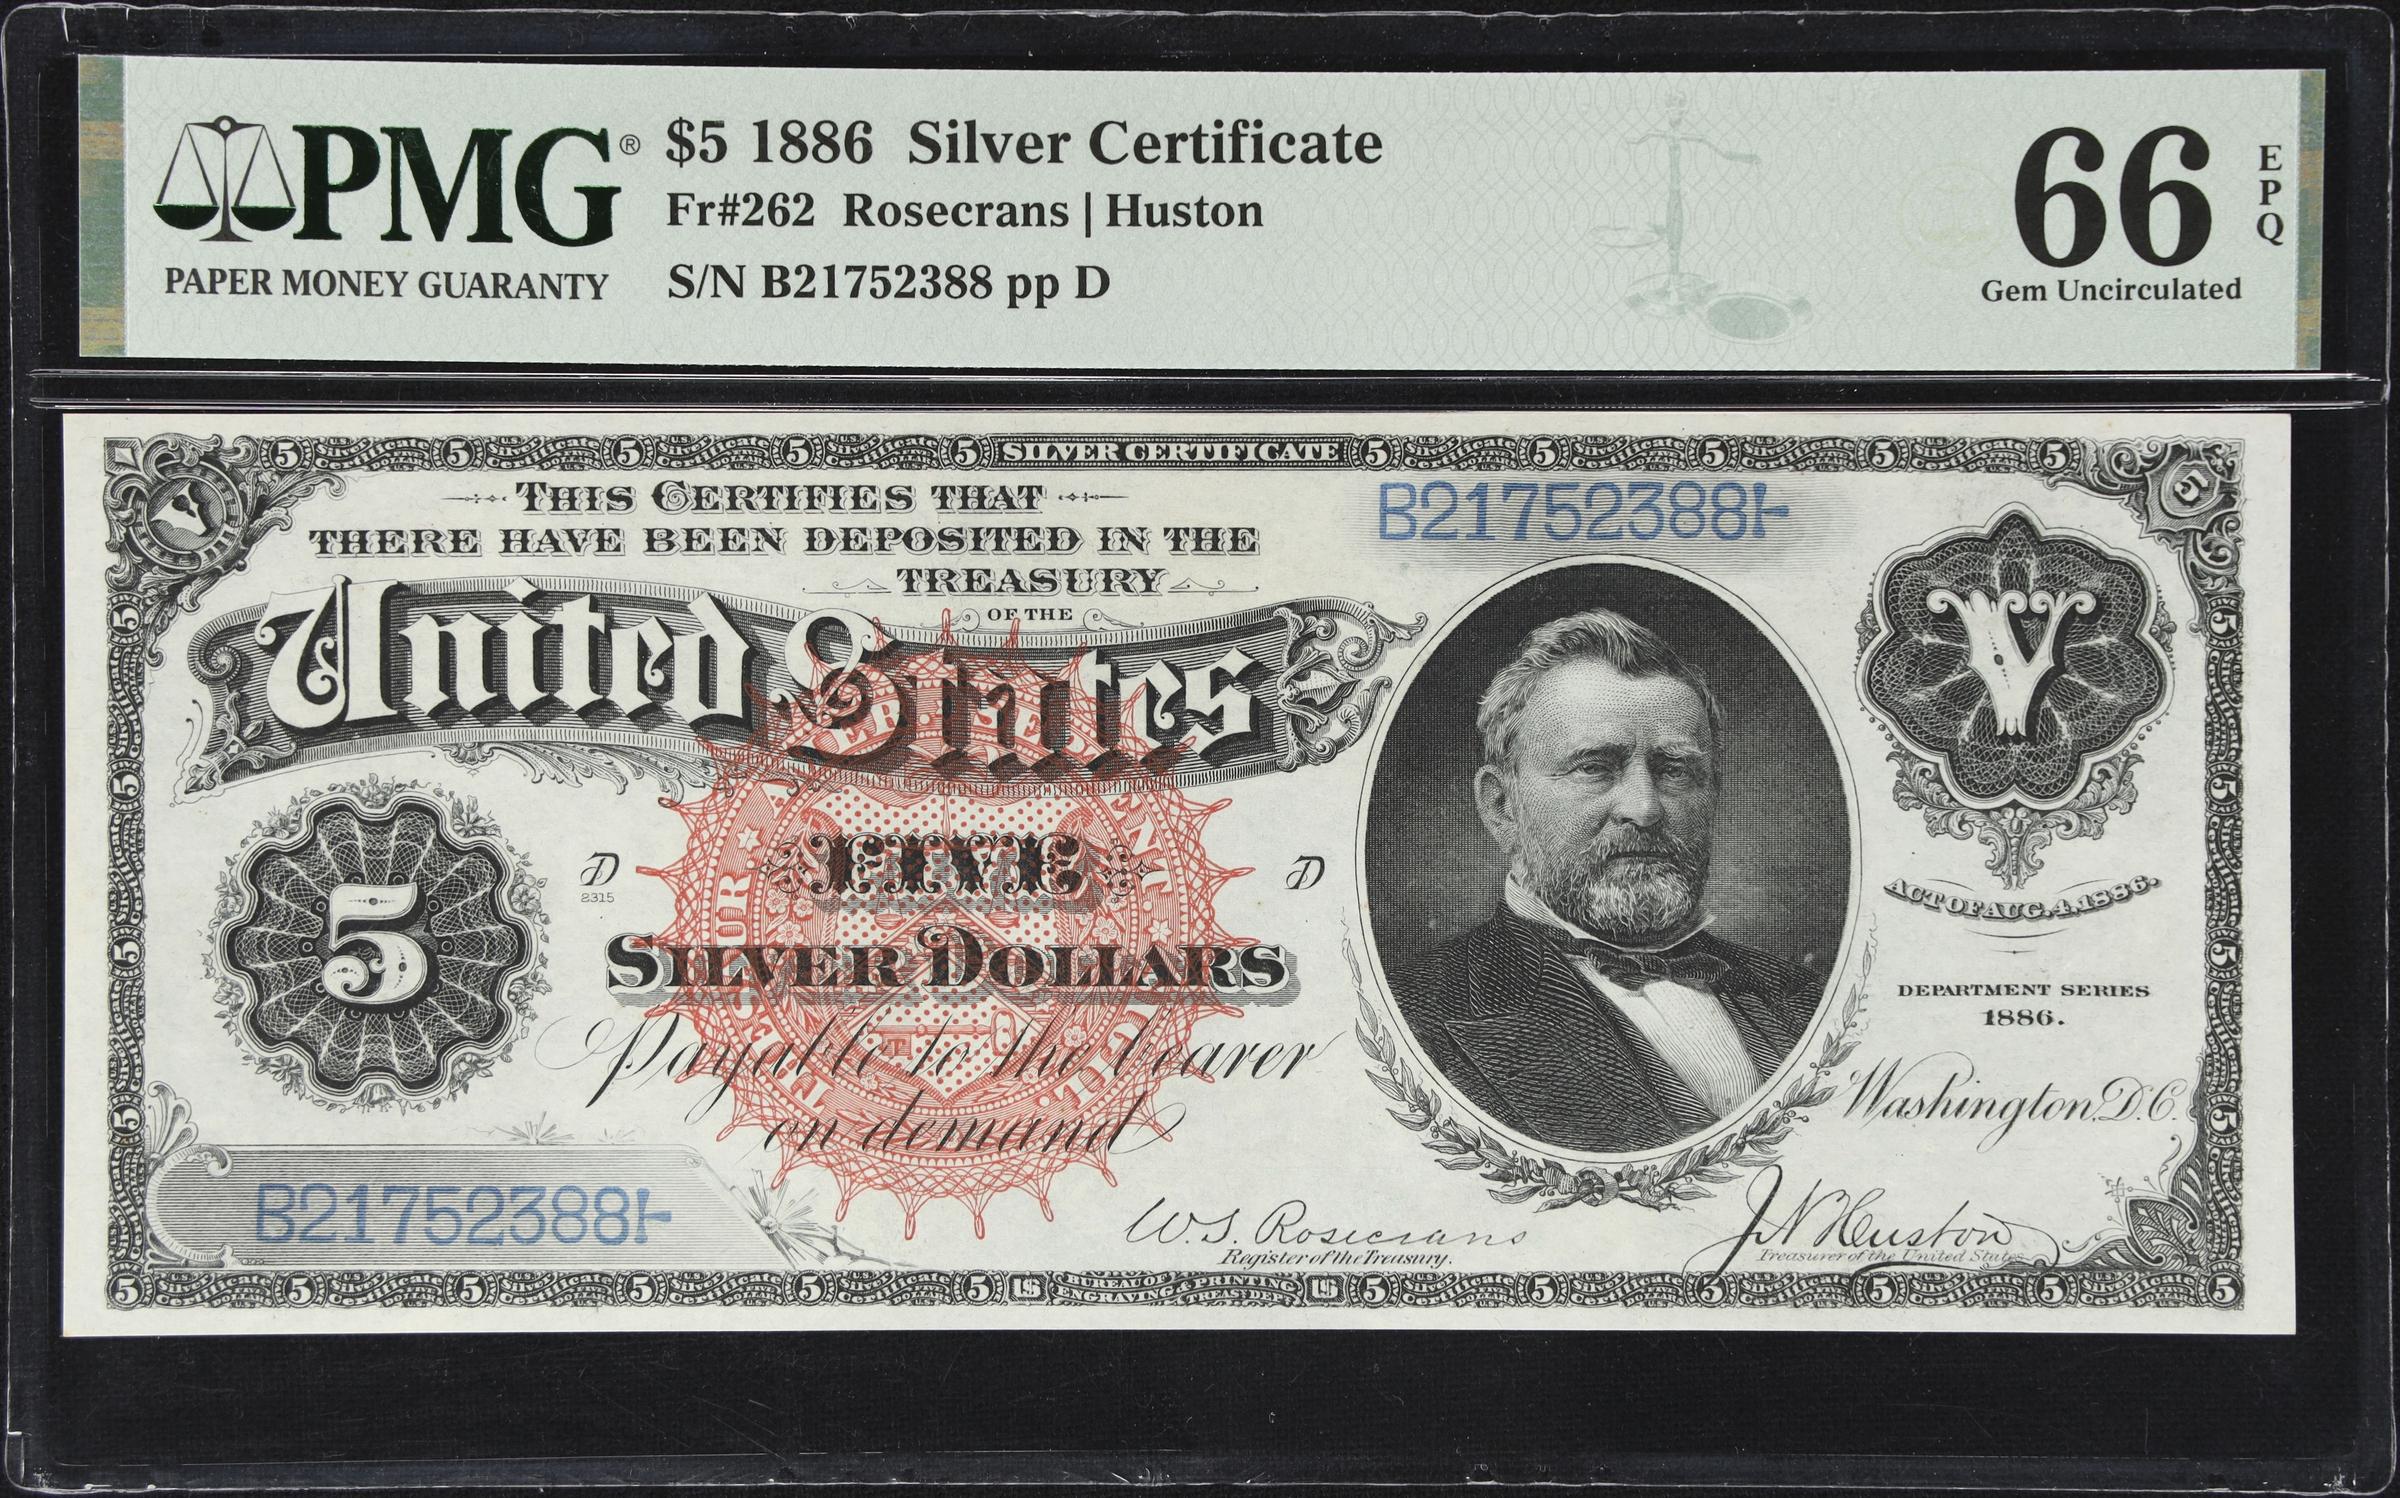 PMG®
PAPER MONEY GUARANTY
$5 1886 Silver Certificate
Fr#262 Rosecrans | Huston
S/N B21752388 pp D
66
EPQ
Gem Uncirculated
SILVER CERTIFICATE
THIS CERTIFIES THAT
THERE HAVE BEEN DEPOSITED IN THE
TREASURY
OF THE
United States
B21752388
V
V
5
5
FIVE
D
2315
D
SILVER DOLLARS
Payable to the bearer
on demand
ACT OF AUG. 4. 1886.
DEPARTMENT SERIES
1886.
Washington, D.C.
B21752388
W. S. Rosecrans
Register of the Treasury.
J N Huston
Treasurer of the United States
BUREAU OF PRINTING
ENGRAVING & TREAS. DEP.